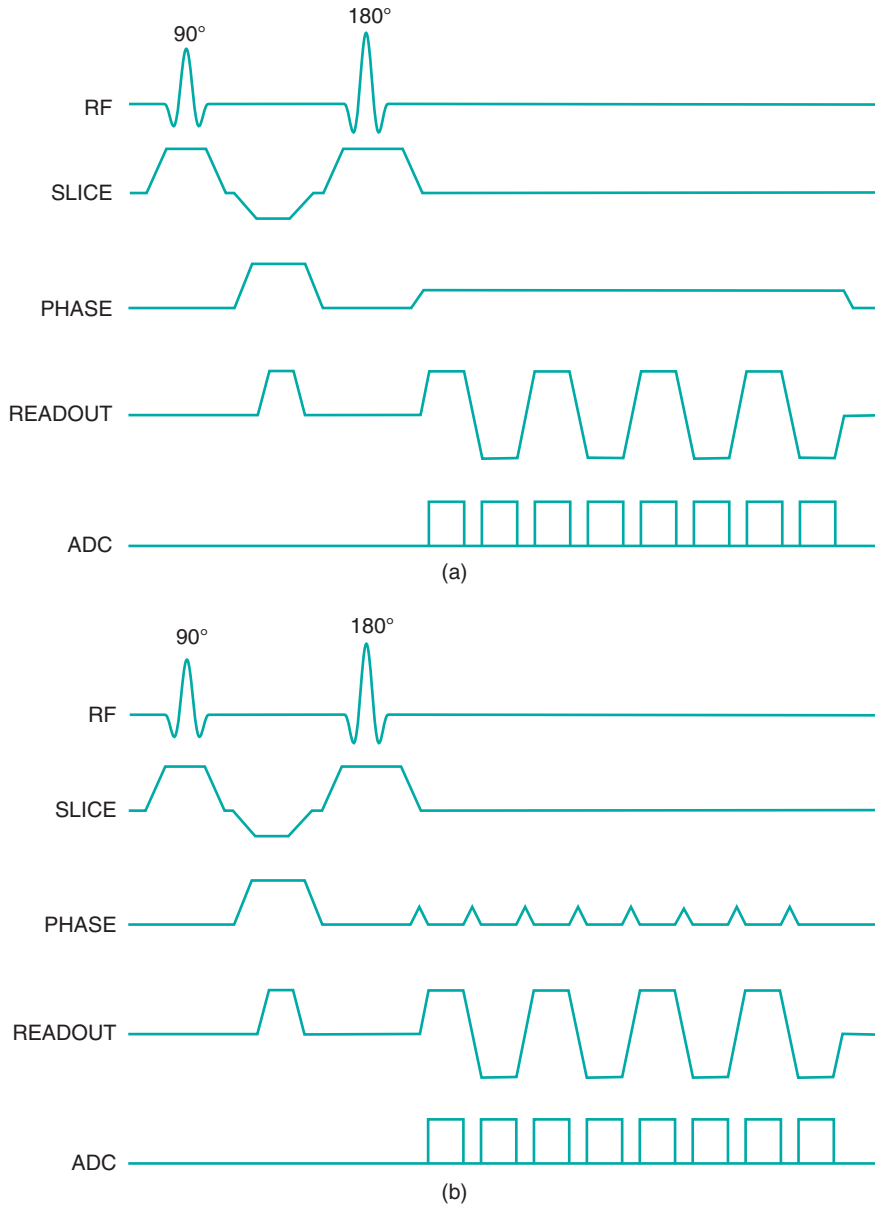 90°
180°
RF
SLICE
PHASE
READOUT
ADC
(a)
90°
180°
RF
SLICE
PHASE
READOUT
ADC
(b)